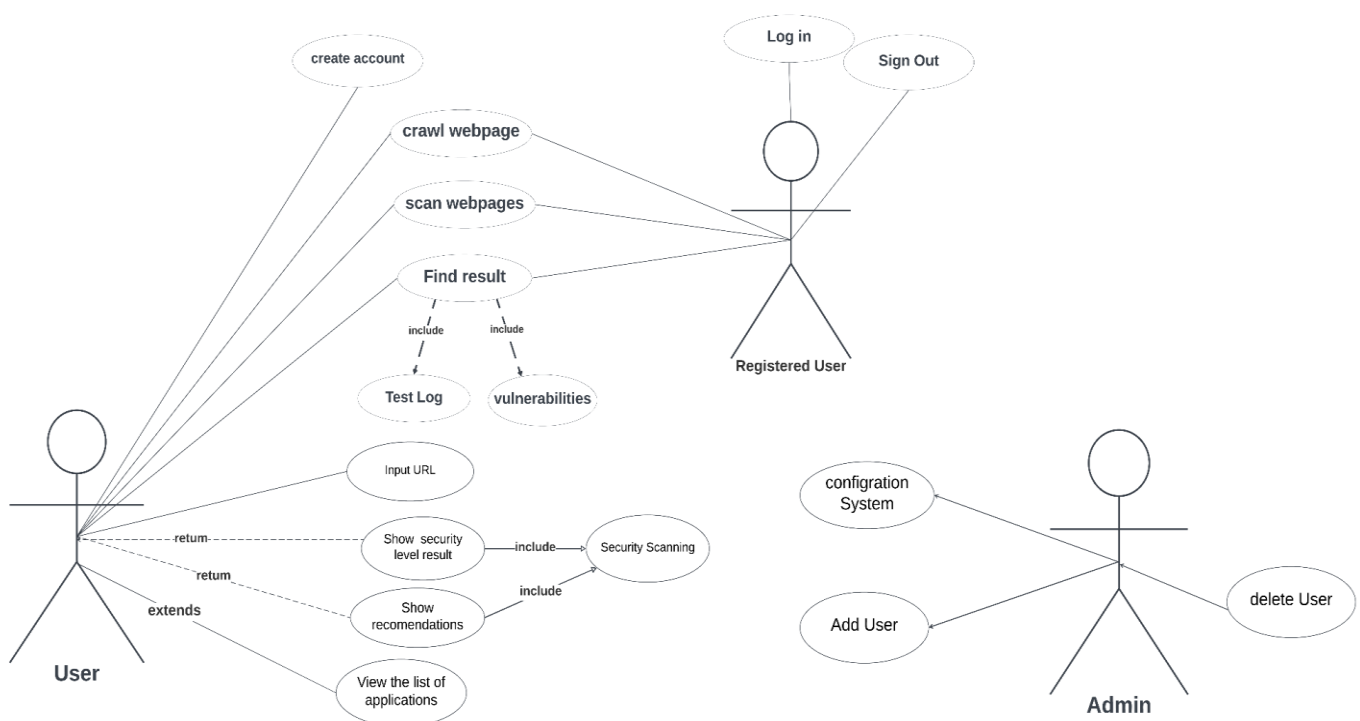 Log in
create account
Sign Out
crawl webpage
scan webpages
Find result
include
include
Registered User
Test Log
vulnerabilities
Input URL
configration
System
return
Show security
level result
include
Security Scanning
return
include
extends
Show
recomendations
delete User
Add User
User
View the list of
applications
Admin